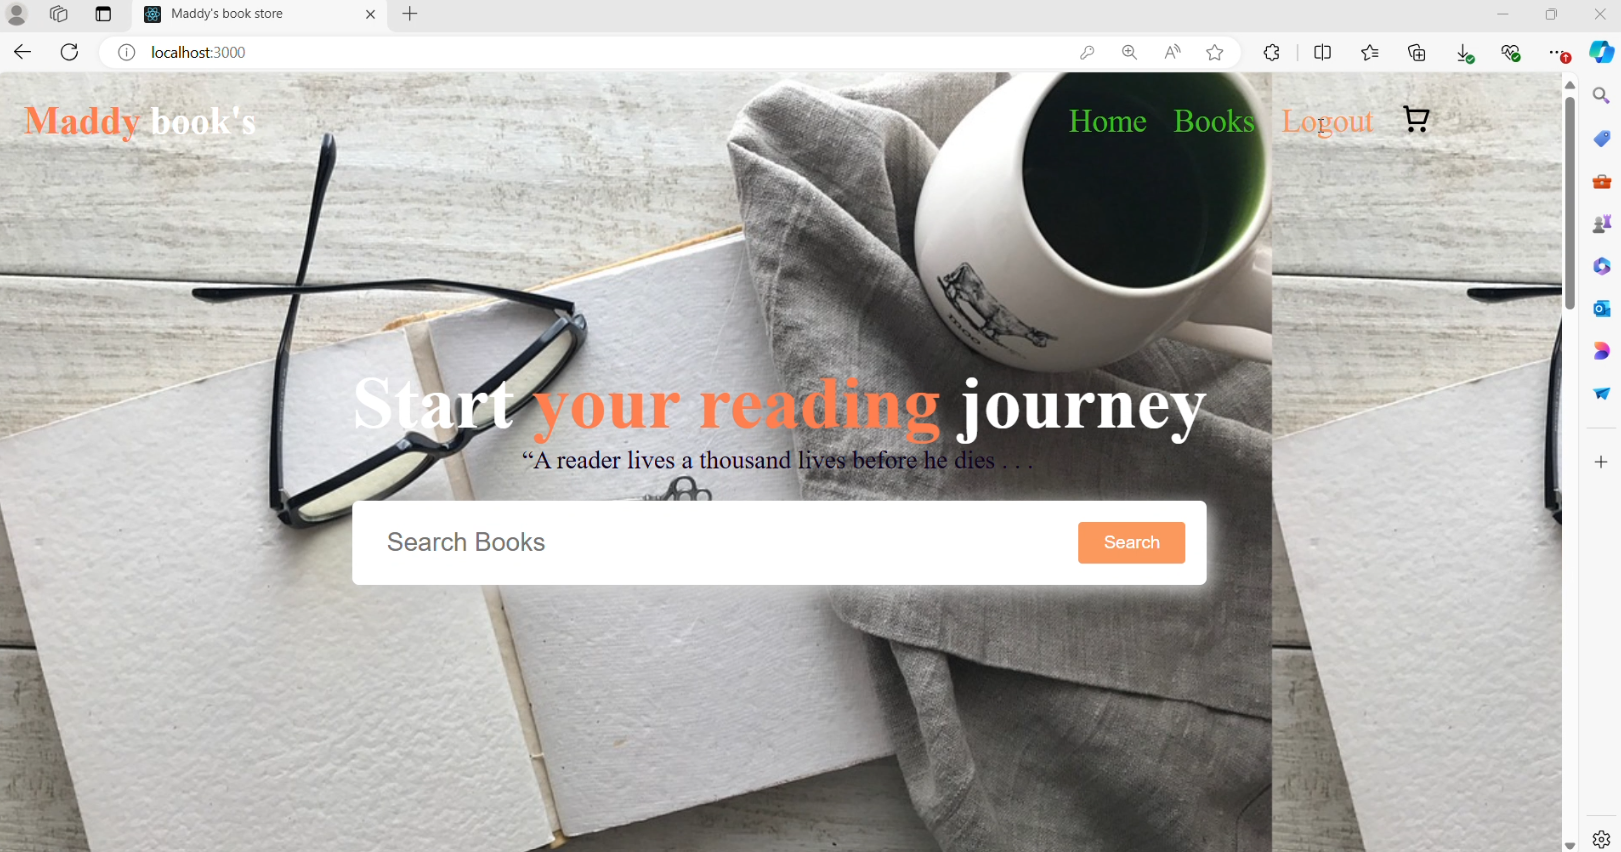 Maddy's book store
localhost:3000
Maddy book's
Home Books Logout
moo
Start your reading journey
“A reader lives a thousand lives before he dies . . .
Search Books
Search